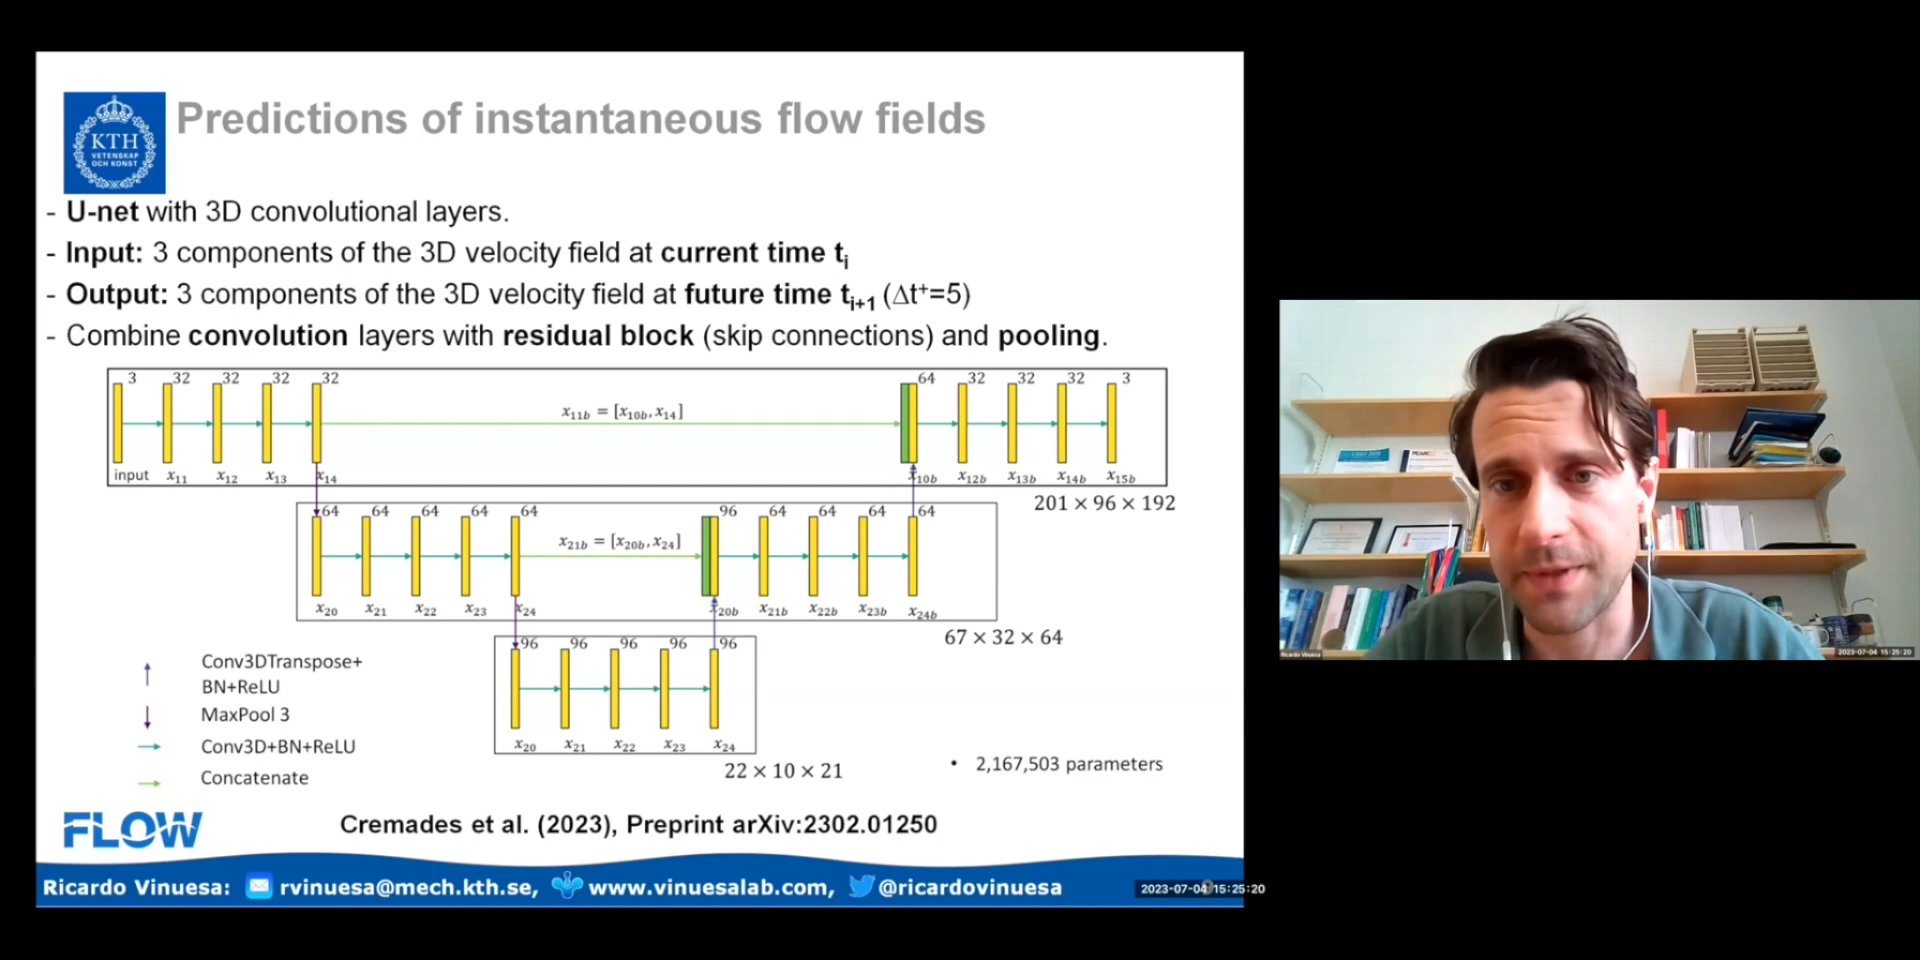 KTH
VETENSKAP
OCH KONST
Predictions of instantaneous flow fields
- U-net with 3D convolutional layers.
- Input: 3 components of the 3D velocity field at current time tᵢ
- Output: 3 components of the 3D velocity field at future time tᵢ₊₁ (Δt⁺=5)
- Combine convolution layers with residual block (skip connections) and pooling.
3 32 32 32 32 64 32 32 32 3
x₁₁b = [x₁₀b, x₁₄]
input x₁₁ x₁₂ x₁₃ x₁₄ x₁₀b x₁₂b x₁₃b x₁₄b x₁₅b
201 × 96 × 192
64 64 64 64 64 96 64 64 64 64
x₂₁b = [x₂₀b, x₂₄]
x₂₀ x₂₁ x₂₂ x₂₃ x₂₄ x₂₀b x₂₁b x₂₂b x₂₃b x₂₄b
67 × 32 × 64
96 96 96 96 96
x₂₀ x₂₁ x₂₂ x₂₃ x₂₄
22 × 10 × 21
Conv3DTranspose+
BN+ReLU
MaxPool 3
Conv3D+BN+ReLU
Concatenate
• 2,167,503 parameters
FLOW
Cremades et al. (2023), Preprint arXiv:2302.01250
Ricardo Vinuesa: rvinuesa@mech.kth.se, www.vinuesalab.com, @ricardovinuesa
2023-07-04 15:25:20
Ricardo Vinuesa
2023-07-04 15:25:20